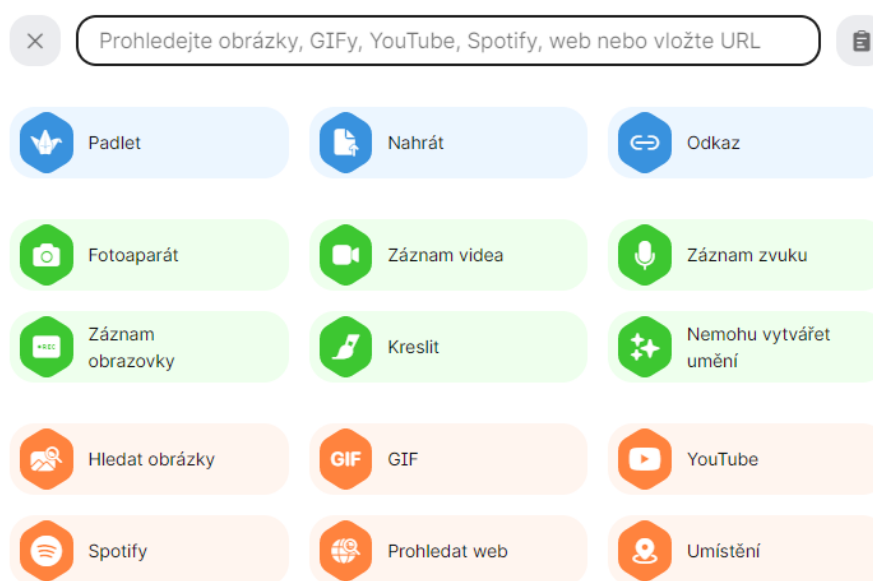 Prohledejte obrázky, GIFy, YouTube, Spotify, web nebo vložte URL
Padlet
Nahrát
Odkaz
Fotoaparát
Záznam videa
Záznam zvuku
•REC
Záznam
obrazovky
Kreslit
Nemohu vytvářet
umění
Hledat obrázky
GIF
GIF
YouTube
Spotify
Prohledat web
Umístění